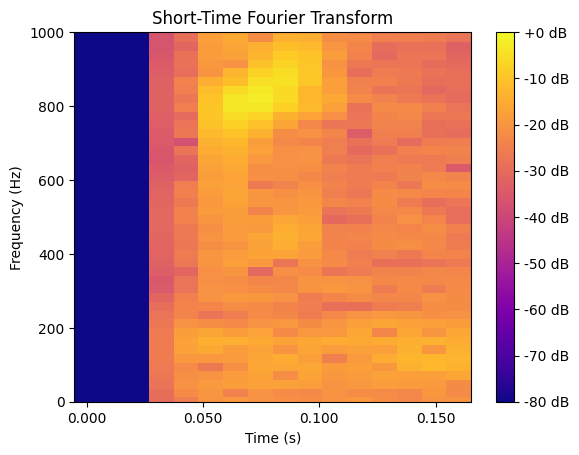 Short-Time Fourier Transform
1000
800
600
400
200
0
Frequency (Hz)
0.000
0.050
0.100
0.150
Time (s)
+0 dB
-10 dB
-20 dB
-30 dB
-40 dB
-50 dB
-60 dB
-70 dB
-80 dB